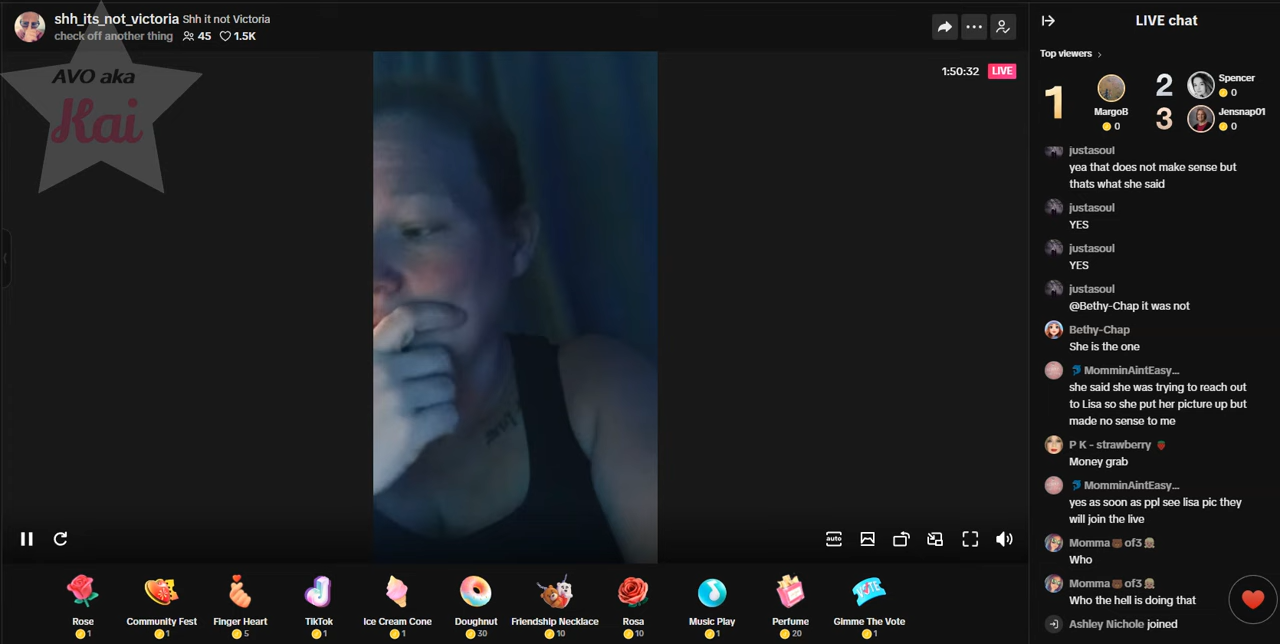 shh_its_not_victoria Shh it not Victoria
check off another thing 45 1.5K
AVO aka
Kai
1:50:32 LIVE
auto
Rose
1
Community Fest
1
Finger Heart
5
TikTok
1
Ice Cream Cone
1
Doughnut
30
Friendship Necklace
10
Rosa
10
Music Play
1
Perfume
20
VOTE
Gimme The Vote
1
LIVE chat
Top viewers >
1
MargoB
0
2
Spencer
0
3
Jensnap01
0
justasoul
yea that does not make sense but
thats what she said
justasoul
YES
justasoul
YES
justasoul
@Bethy-Chap it was not
Bethy-Chap
She is the one
MomminAintEasy...
she said she was trying to reach out
to Lisa so she put her picture up but
made no sense to me
P K - strawberry 🍓
Money grab
MomminAintEasy...
yes as soon as ppl see lisa pic they
will join the live
Momma🐻of3👵🏼
Who
Momma🐻of3👵🏼
Who the hell is doing that
Ashley Nichole joined